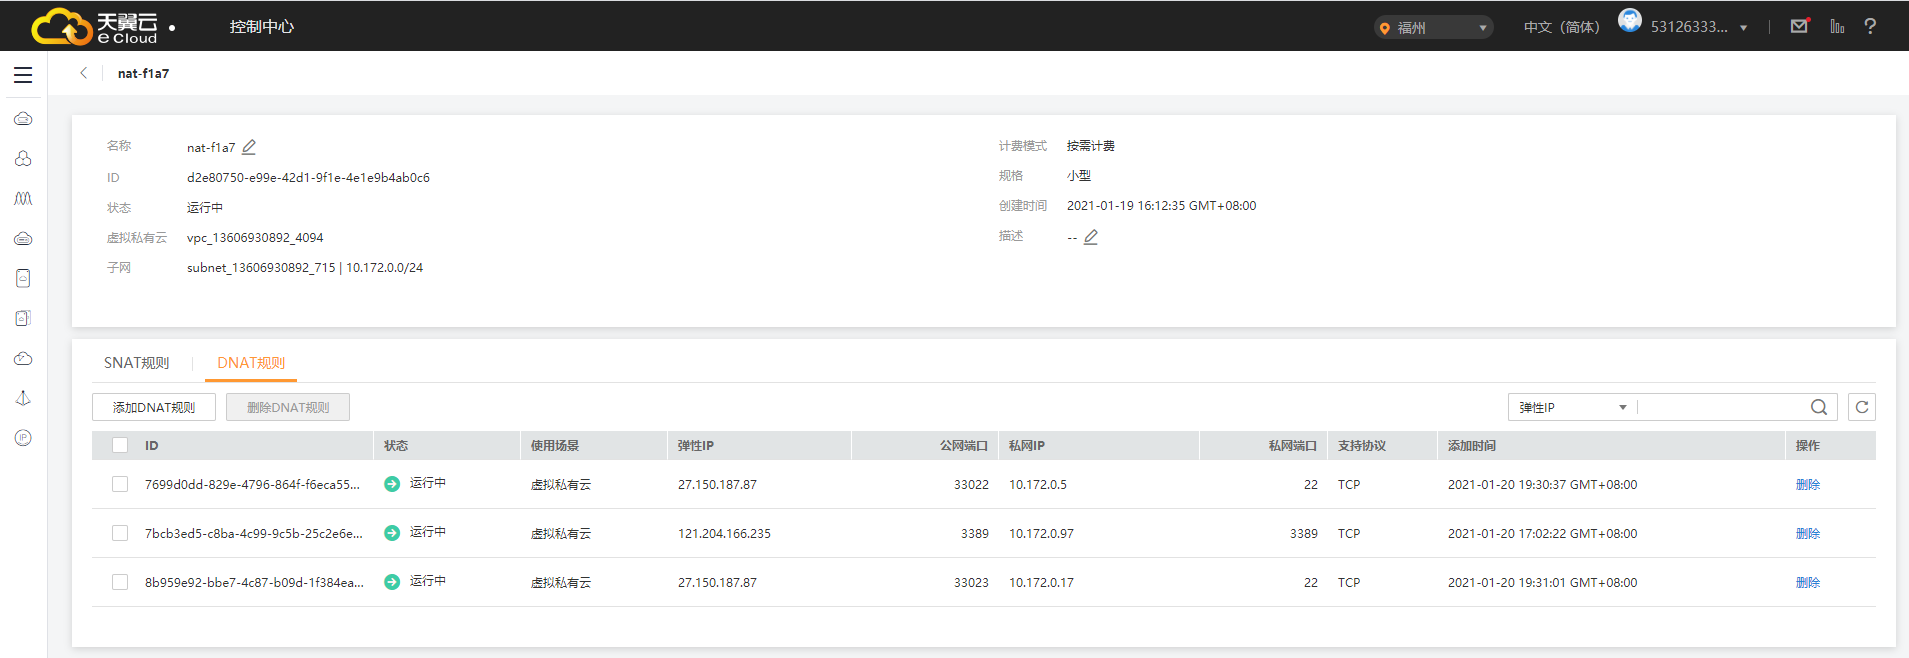 天翼云
e Cloud
控制中心
福州
中文（简体）
53126333...
nat-f1a7
名称 nat-f1a7
ID d2e80750-e99e-42d1-9f1e-4e1e9b4ab0c6
状态 运行中
虚拟私有云 vpc_13606930892_4094
子网 subnet_13606930892_715 | 10.172.0.0/24
计费模式 按需计费
规格 小型
创建时间 2021-01-19 16:12:35 GMT+08:00
描述 --
SNAT规则 DNAT规则
添加DNAT规则 删除DNAT规则 弹性IP
ID 状态 使用场景 弹性IP 公网端口 私网IP 私网端口 支持协议 添加时间 操作
7699d0dd-829e-4796-864f-f6eca55... 运行中 虚拟私有云 27.150.187.87 33022 10.172.0.5 22 TCP 2021-01-20 19:30:37 GMT+08:00 删除
7bcb3ed5-c8ba-4c99-9c5b-25c2e6e... 运行中 虚拟私有云 121.204.166.235 3389 10.172.0.97 3389 TCP 2021-01-20 17:02:22 GMT+08:00 删除
8b959e92-bbe7-4c87-b09d-1f384ea... 运行中 虚拟私有云 27.150.187.87 33023 10.172.0.17 22 TCP 2021-01-20 19:31:01 GMT+08:00 删除
IP